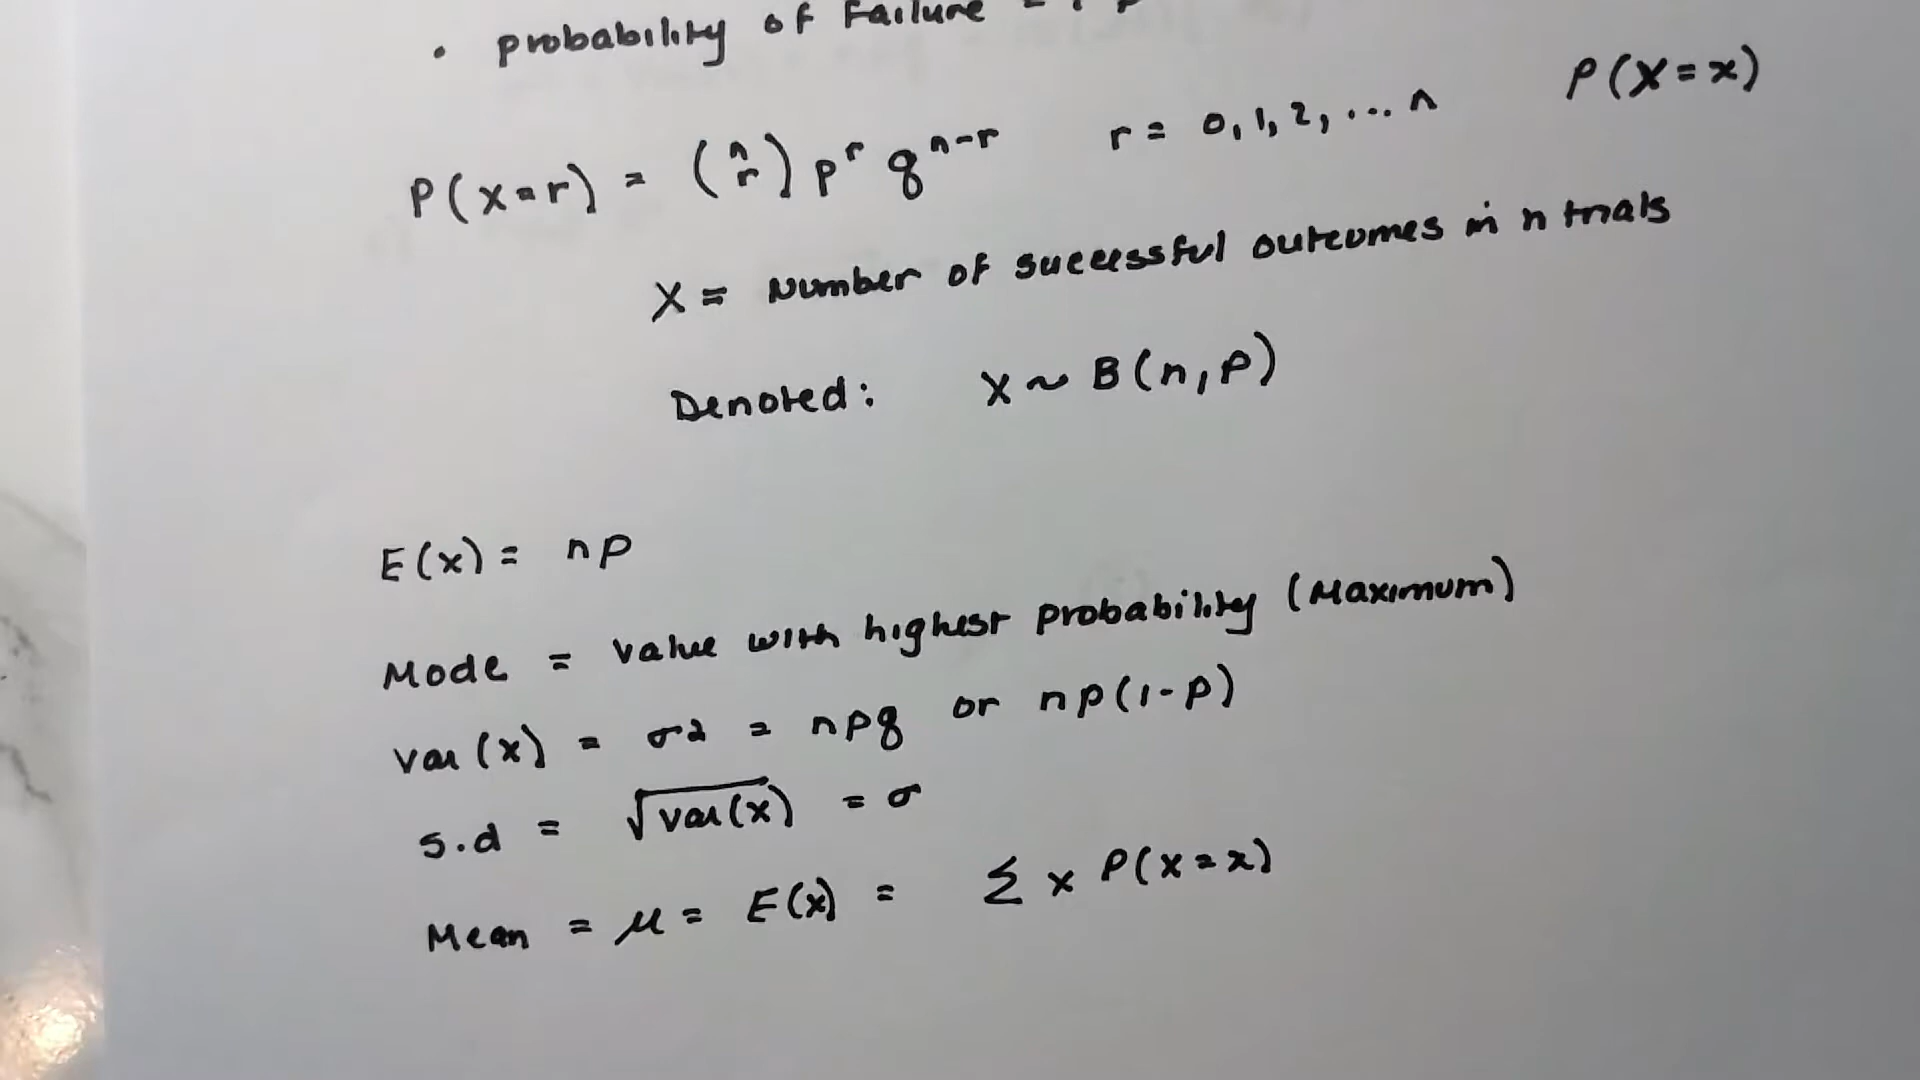 • probability of Failure
P(X=x)
P(x=r) = (n r) p^r q^n-r r = 0, 1, 2, ... n
X = Number of successful outcomes in n trials
Denoted: X ~ B(n, p)
E(x) = np
Mode = value with highest probability (Maximum)
var(x) = σ2 = npq or np(1-p)
s.d = √var(x) = σ
Mean = μ = E(x) = Σ x P(x=x)